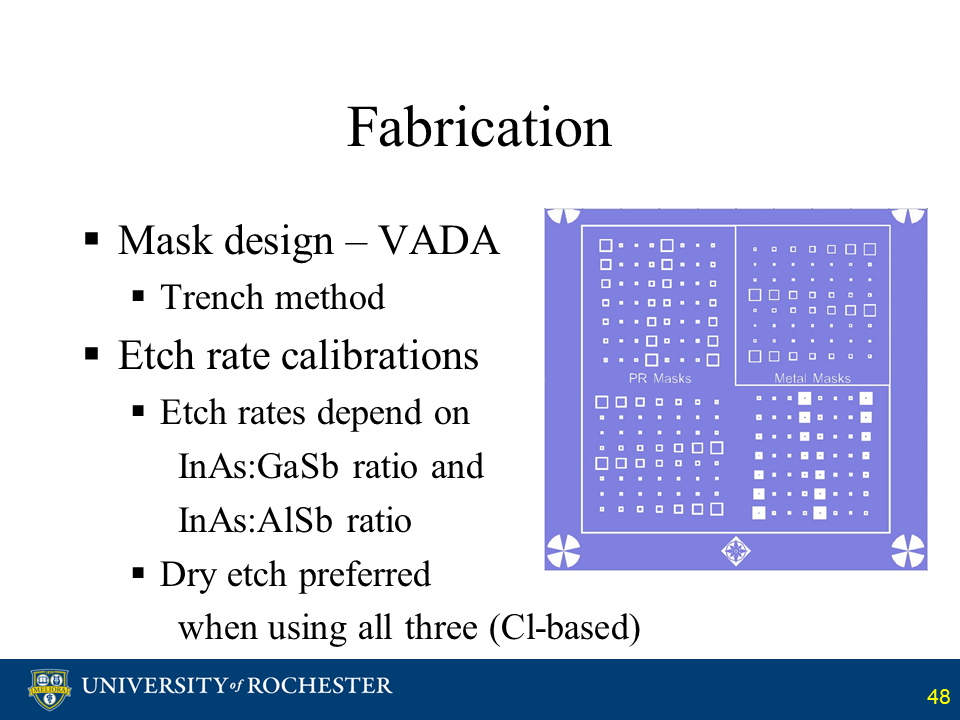 Fabrication
▪ Mask design – VADA
▪ Trench method
▪ Etch rate calibrations
▪ Etch rates depend on
InAs:GaSb ratio and
InAs:AlSb ratio
▪ Dry etch preferred
when using all three (Cl-based)
PR Masks
Metal Masks
MELIORA
UNIVERSITY of ROCHESTER
48